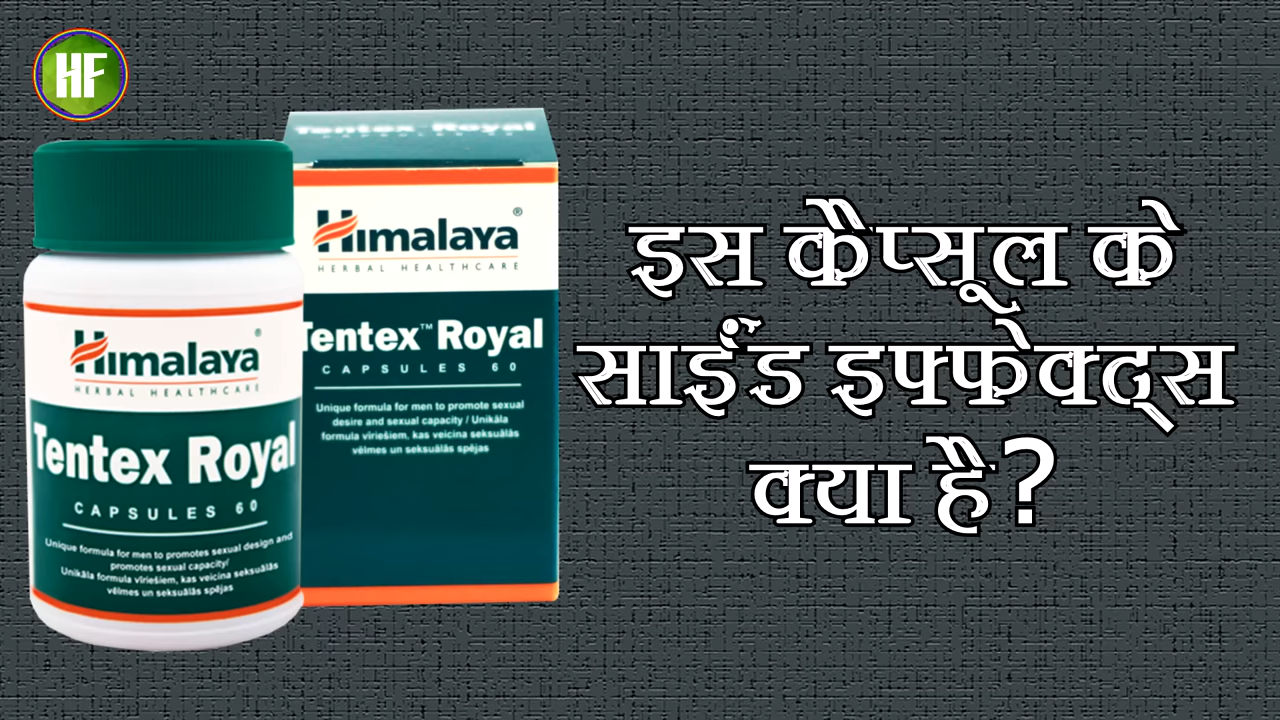 HF
Himalaya®
HERBAL HEALTHCARE
Tentex Royal
CAPSULES 60
Unique formula for men to promotes sexual design and
promotes sexual capacity/
Unikāla formula vīriešiem, kas veicina seksuālās
vēlmes un seksuālās spējas
Tentex Royal
Himalaya®
HERBAL HEALTHCARE
Tentex™ Royal
CAPSULES 60
Unique formula for men to promote sexual
desire and sexual capacity / Unikāla
formula vīriešiem, kas veicina seksuālās
vēlmes un seksuālās spējas
इस कैप्सूल के
साईंड इफ्फेक्ट्स
क्या है?